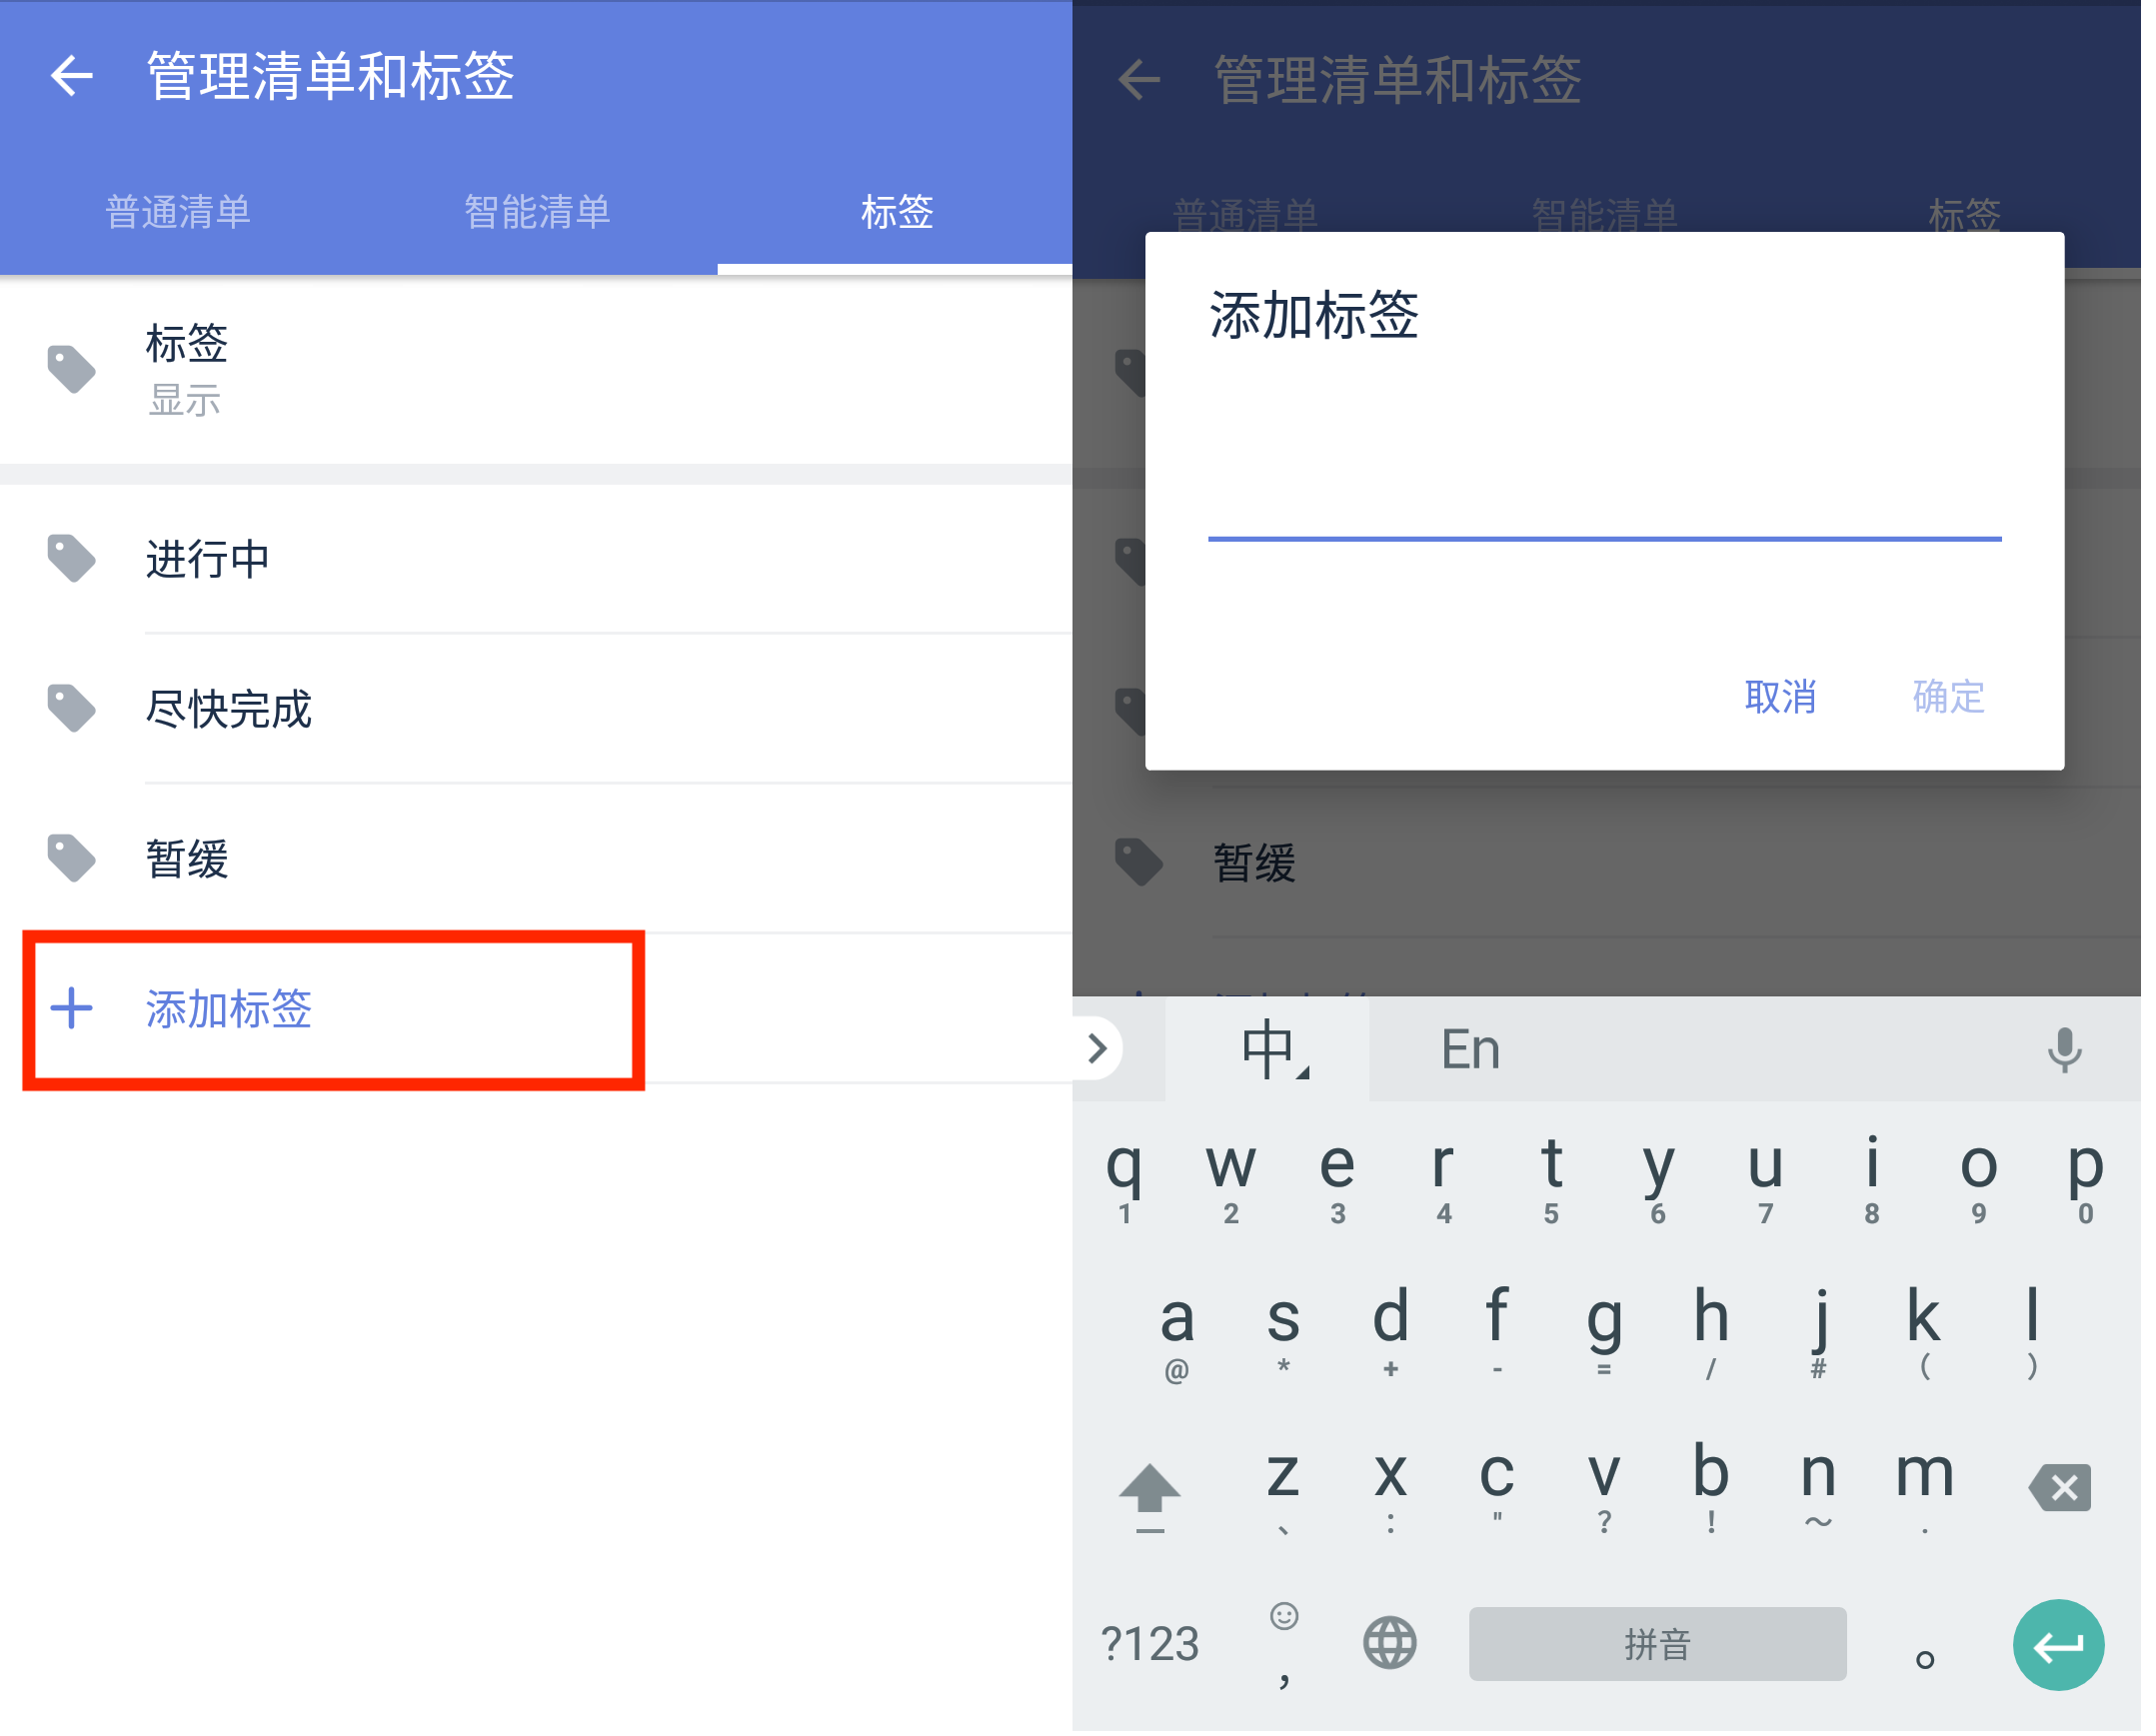 管理清单和标签
普通清单 智能清单 标签
标签
显示
进行中
尽快完成
暂缓
添加标签
管理清单和标签
普通清单 智能清单 标签
添加标签
取消 确定
暂缓
中 En
q w e r t y u i o p
1 2 3 4 5 6 7 8 9 0
a s d f g h j k l
@ * + - = / # ( )
z x c v b n m
、 : " ? ! ～ .
?123 , 拼音 。